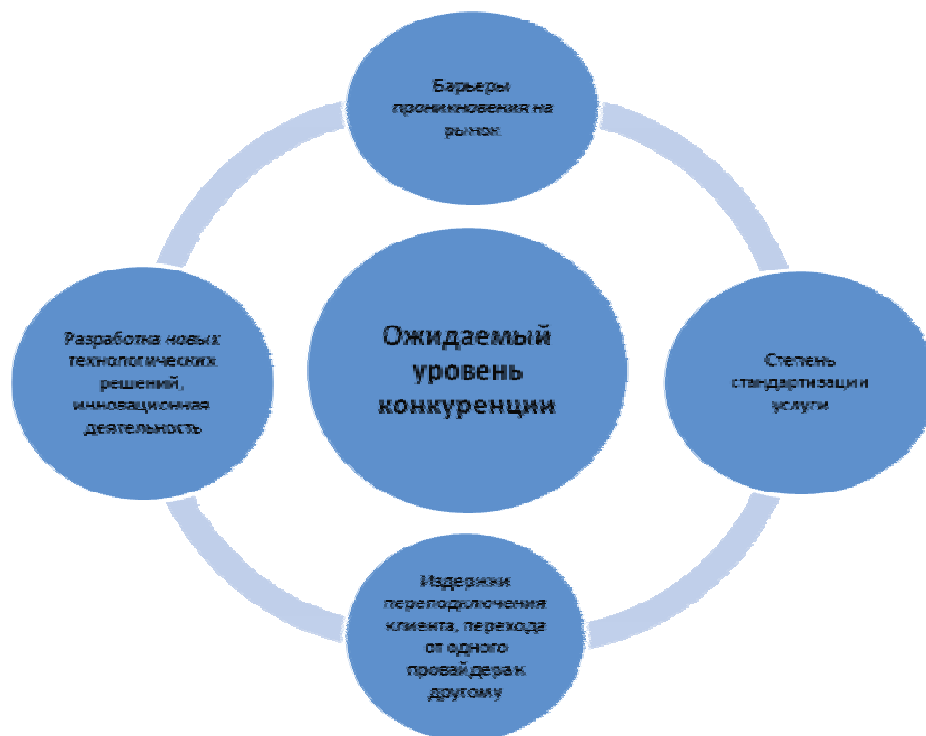 Барьеры
проникновения на
рынок
Разработка новых
технологических
решений,
инновационная
деятельность
Ожидаемый
уровень
конкуренции
Степень
стандартизации
услуги
Издержки
переподключения
клиента, перехода
от одного
провайдера к
другому